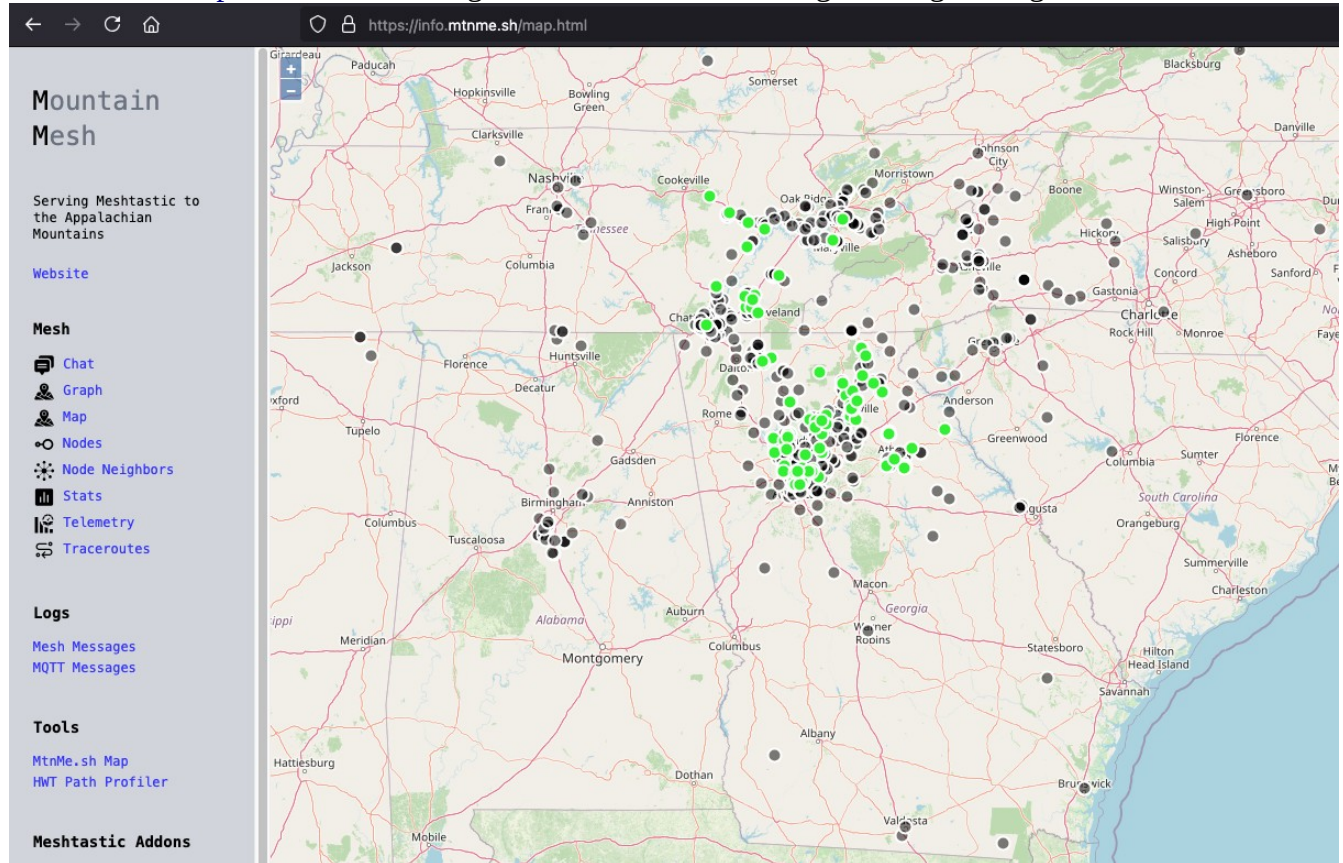 https://info.mtnme.sh/map.html
Mountain
Mesh
Serving Meshtastic to
the Appalachian
Mountains
Website
Mesh
Chat
Graph
Map
Nodes
Node Neighbors
Stats
Telemetry
Traceroutes
Logs
Mesh Messages
MQTT Messages
Tools
MtnMe.sh Map
HWT Path Profiler
Meshtastic Addons
+
−
Paducah
Somerset
Blacksburg
Hopkinsville
Bowling
Green
Clarksville
Danville
Johnson
City
Nashville
Cookeville
Morristown
Boone
Winston-
Salem
Oak Ridge
High Point
Hickory
Salisbury
Asheboro
Tennessee
Maryville
Jackson
Columbia
Concord
Sanford
Gastonia
Charlotte
Rock Hill
Monroe
Florence
Huntsville
Decatur
Dalton
Rome
Anderson
Greenwood
Tupelo
Florence
Columbia
Sumter
Gadsden
Birmingham
Anniston
South Carolina
Orangeburg
Columbus
Tuscaloosa
Summerville
Charleston
Macon
Auburn
Georgia
Alabama
Warner
Robins
Meridian
Columbus
Statesboro
Hilton
Head Island
Montgomery
Savannah
Albany
Hattiesburg
Dothan
Brunswick
Valdosta
Mobile